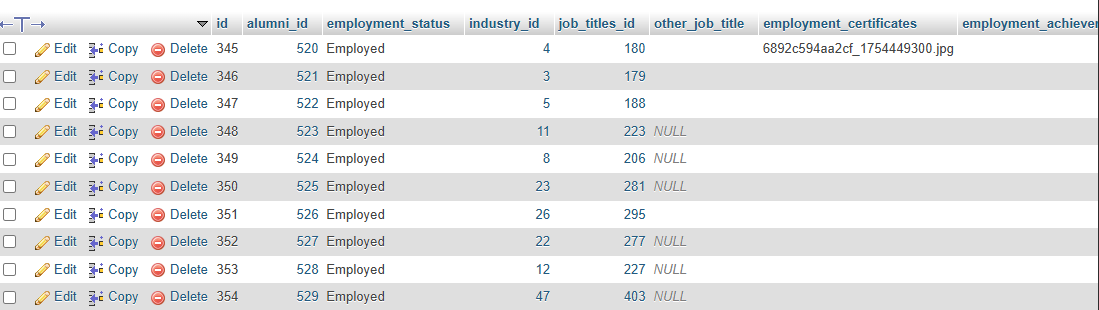 id alumni_id employment_status industry_id job_titles_id other_job_title employment_certificates employment_achiever
Edit Copy Delete 345 520 Employed 4 180 6892c594aa2cf_1754449300.jpg
Edit Copy Delete 346 521 Employed 3 179
Edit Copy Delete 347 522 Employed 5 188
Edit Copy Delete 348 523 Employed 11 223 NULL
Edit Copy Delete 349 524 Employed 8 206 NULL
Edit Copy Delete 350 525 Employed 23 281 NULL
Edit Copy Delete 351 526 Employed 26 295
Edit Copy Delete 352 527 Employed 22 277 NULL
Edit Copy Delete 353 528 Employed 12 227 NULL
Edit Copy Delete 354 529 Employed 47 403 NULL